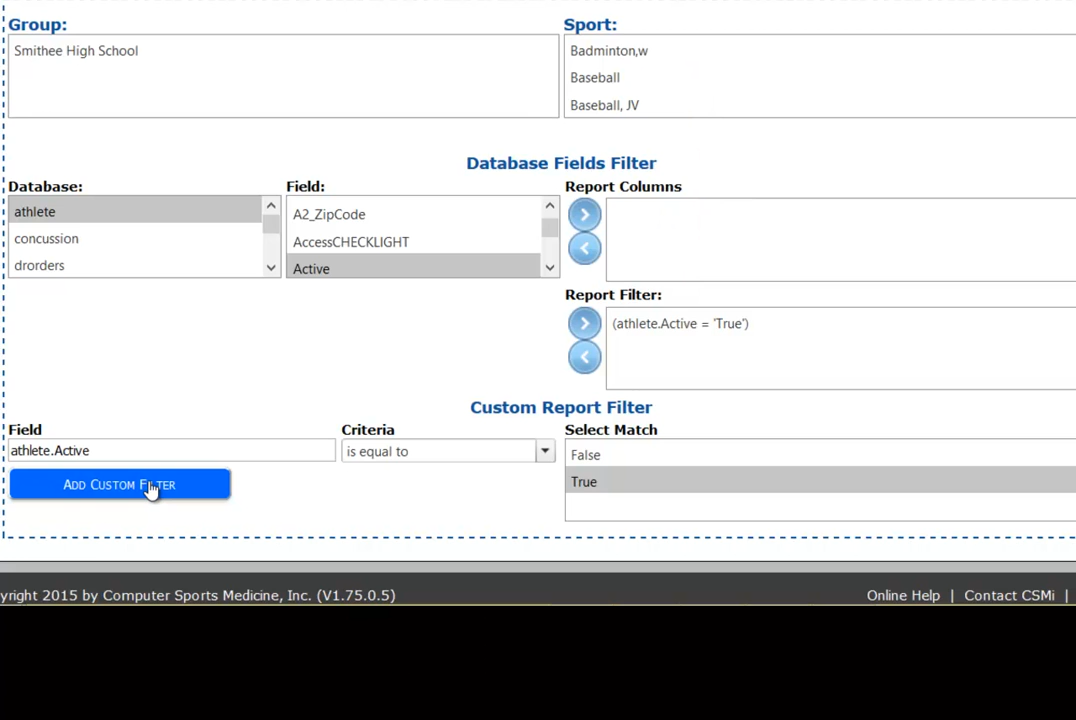 Group:
Sport:
Smithee High School
Badminton,w
Baseball
Baseball, JV
Database Fields Filter
Database:
Field:
Report Columns
athlete
concussion
drorders
A2_ZipCode
AccessCHECKLIGHT
Active
Report Filter:
(athlete.Active = 'True')
Custom Report Filter
Field
Criteria
Select Match
athlete.Active
is equal to
False
True
ADD CUSTOM FILTER
yright 2015 by Computer Sports Medicine, Inc. (V1.75.0.5)
Online Help | Contact CSMi |